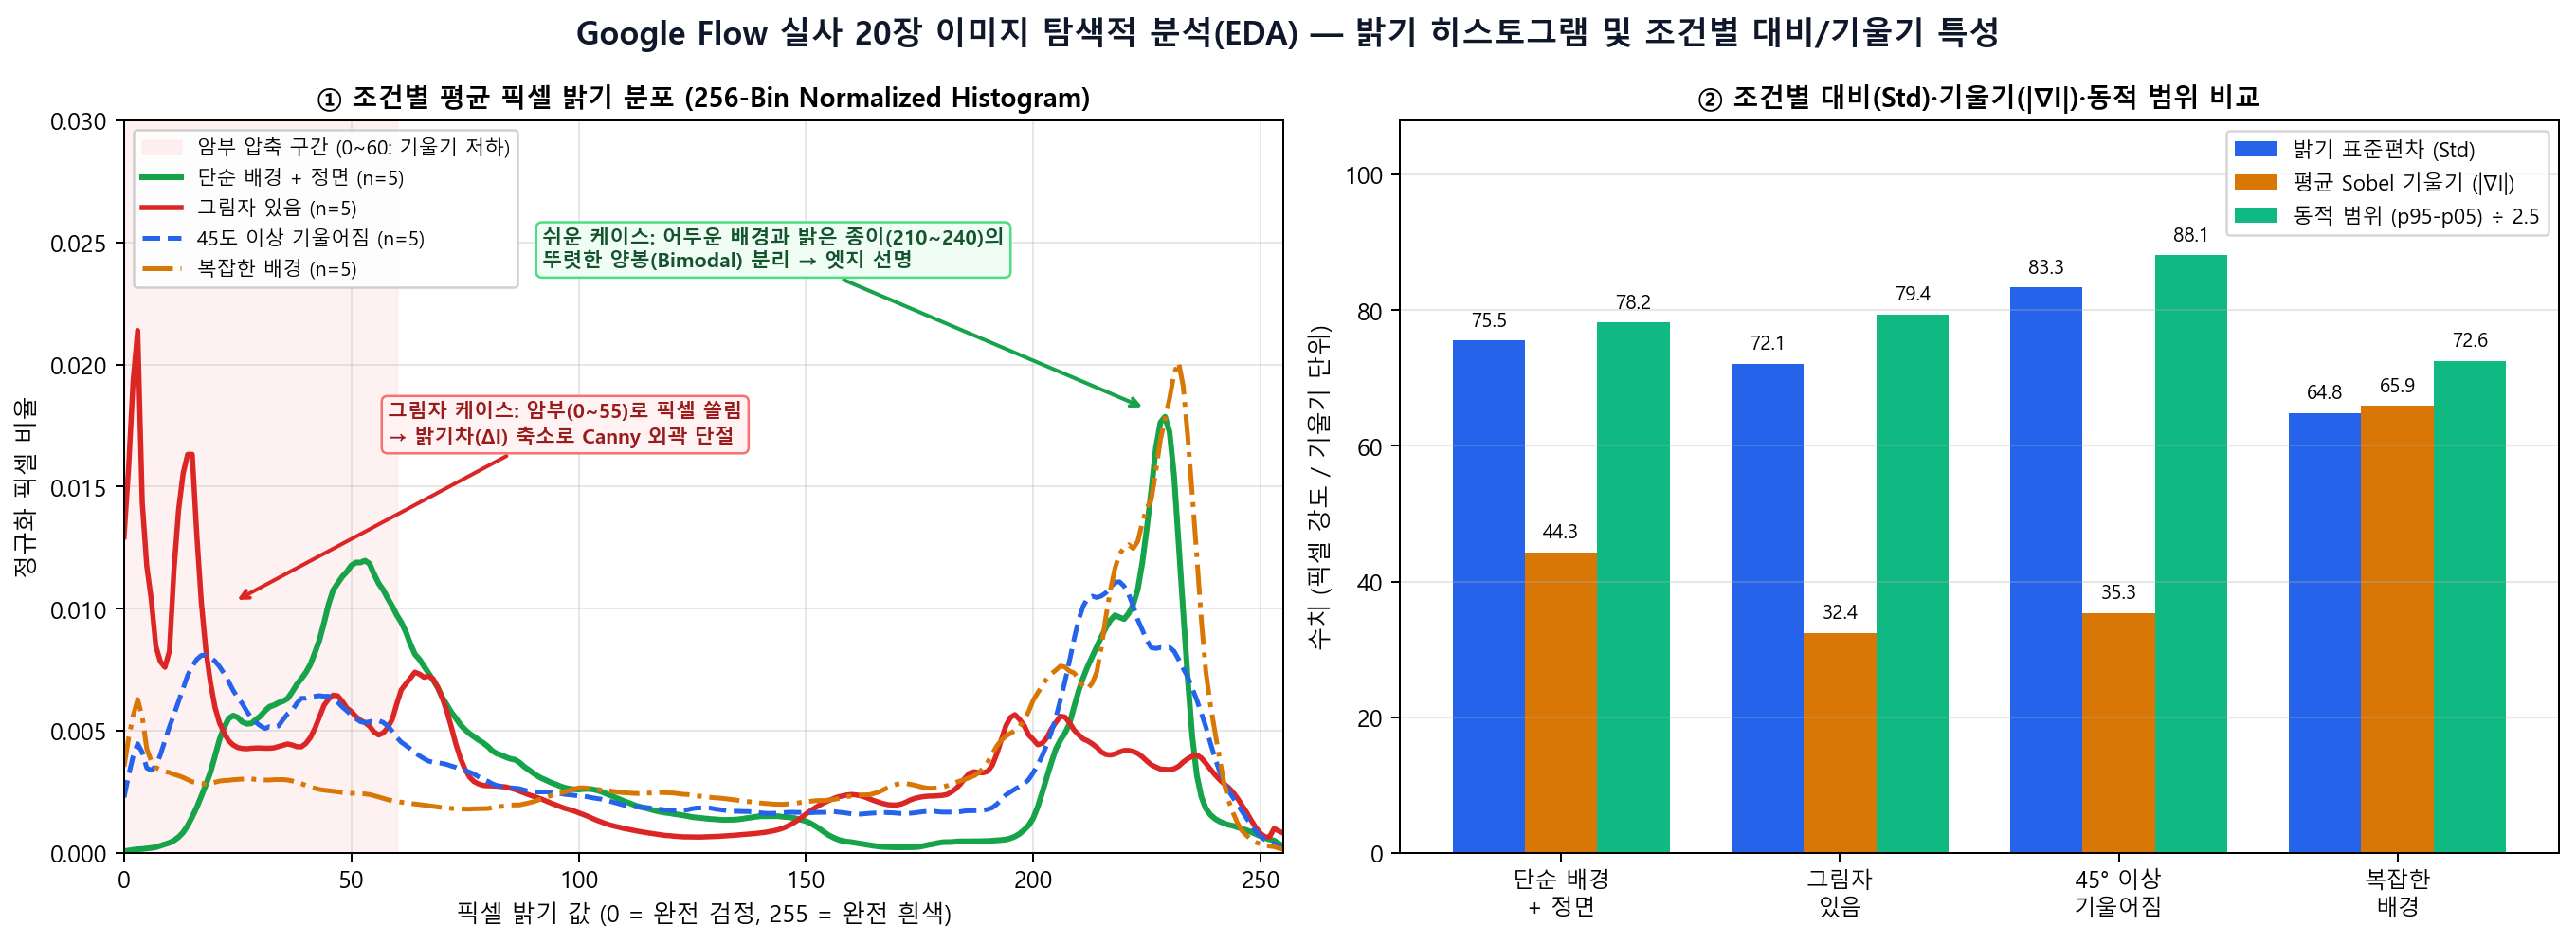 Google Flow 실사 20장 이미지 탐색적 분석(EDA) — 밝기 히스토그램 및 조건별 대비/기울기 특성
① 조건별 평균 픽셀 밝기 분포 (256-Bin Normalized Histogram)
정규화 픽셀 비율
0.030
0.025
0.020
0.015
0.010
0.005
0.000
암부 압축 구간 (0~60: 기울기 저하)
단순 배경 + 정면 (n=5)
그림자 있음 (n=5)
45도 이상 기울어짐 (n=5)
복잡한 배경 (n=5)
쉬운 케이스: 어두운 배경과 밝은 종이(210~240)의
뚜렷한 양봉(Bimodal) 분리 → 엣지 선명
그림자 케이스: 암부(0~55)로 픽셀 쏠림
→ 밝기차(ΔI) 축소로 Canny 외곽 단절
0 50 100 150 200 250
픽셀 밝기 값 (0 = 완전 검정, 255 = 완전 흰색)
② 조건별 대비(Std)·기울기(|∇I|)·동적 범위 비교
수치 (픽셀 강도 / 기울기 단위)
100
80
60
40
20
0
밝기 표준편차 (Std)
평균 Sobel 기울기 (|∇I|)
동적 범위 (p95-p05) ÷ 2.5
75.5 44.3 78.2
72.1 32.4 79.4
83.3 35.3 88.1
64.8 65.9 72.6
단순 배경
+ 정면
그림자
있음
45° 이상
기울어짐
복잡한
배경